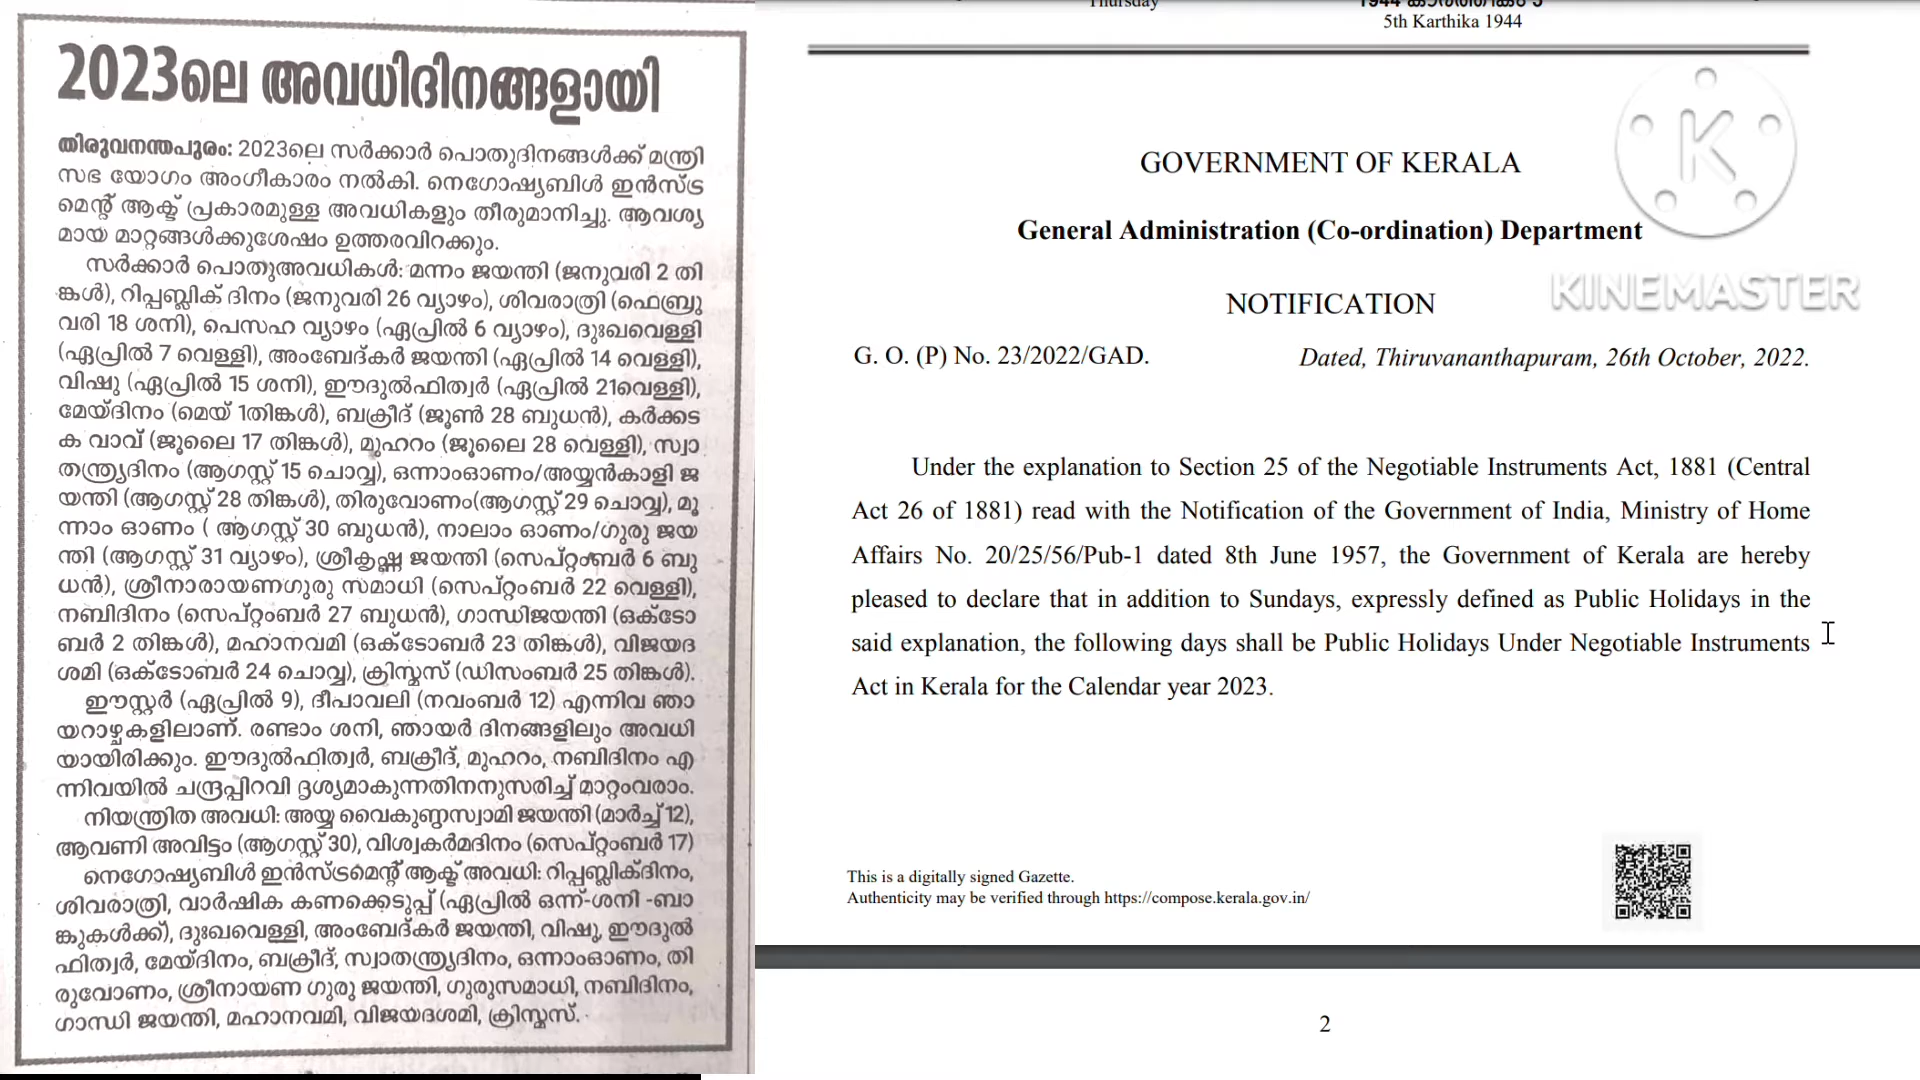 2023ലെ അവധിദിനങ്ങളായി
തിരുവനന്തപുരം: 2023ലെ സർക്കാർ പൊതുദിനങ്ങൾക്ക് മന്ത്രി
സഭ യോഗം അംഗീകാരം നൽകി. നെഗോഷ്യബിൾ ഇൻസ്ട്ര
മെന്റ് ആക്ട് പ്രകാരമുള്ള അവധികളും തീരുമാനിച്ചു. ആവശ്യ
മായ മാറ്റങ്ങൾക്കുശേഷം ഉത്തരവിറക്കും.
സർക്കാർ പൊതുഅവധികൾ: മന്നം ജയന്തി (ജനുവരി 2 തി
ങ്കൾ), റിപ്പബ്ലിക് ദിനം (ജനുവരി 26 വ്യാഴം), ശിവരാത്രി (ഫെബ്രു
വരി 18 ശനി), പെസഹ വ്യാഴം (ഏപ്രിൽ 6 വ്യാഴം), ദുഃഖവെള്ളി
(ഏപ്രിൽ 7 വെള്ളി), അംബേദ്കർ ജയന്തി (ഏപ്രിൽ 14 വെള്ളി),
വിഷു (ഏപ്രിൽ 15 ശനി), ഈദുൽഫിത്വർ (ഏപ്രിൽ 21വെള്ളി),
മേയ്ദിനം (മെയ് 1തിങ്കൾ), ബക്രീദ് (ജൂൺ 28 ബുധൻ), കർക്കട
ക വാവ് (ജൂലൈ 17 തിങ്കൾ), മുഹറം (ജൂലൈ 28 വെള്ളി), സ്വാ
തന്ത്ര്യദിനം (ആഗസ്റ്റ് 15 ചൊവ്വ), ഒന്നാംഓണം/അയ്യൻകാളി ജ
യന്തി (ആഗസ്റ്റ് 28 തിങ്കൾ), തിരുവോണം(ആഗസ്റ്റ് 29 ചൊവ്വ), മൂ
ന്നാം ഓണം ( ആഗസ്റ്റ് 30 ബുധൻ), നാലാം ഓണം/ഗുരു ജയ
ന്തി (ആഗസ്റ്റ് 31 വ്യാഴം), ശ്രീകൃഷ്ണ ജയന്തി (സെപ്റ്റംബർ 6 ബു
ധൻ), ശ്രീനാരായണഗുരു സമാധി (സെപ്റ്റംബർ 22 വെള്ളി),
നബിദിനം (സെപ്റ്റംബർ 27 ബുധൻ), ഗാന്ധിജയന്തി (ഒക്ടോ
ബർ 2 തിങ്കൾ), മഹാനവമി (ഒക്ടോബർ 23 തിങ്കൾ), വിജയദ
ശമി (ഒക്ടോബർ 24 ചൊവ്വ), ക്രിസ്മസ് (ഡിസംബർ 25 തിങ്കൾ).
ഈസ്റ്റർ (ഏപ്രിൽ 9), ദീപാവലി (നവംബർ 12) എന്നിവ ഞാ
യറാഴ്ചകളിലാണ്. രണ്ടാം ശനി, ഞായർ ദിനങ്ങളിലും അവധി
യായിരിക്കും. ഈദുൽഫിത്വർ, ബക്രീദ്, മുഹറം, നബിദിനം എ
ന്നിവയിൽ ചന്ദ്രപ്പിറവി ദൃശ്യമാകുന്നതിനനുസരിച്ച് മാറ്റംവരാം.
നിയന്ത്രിത അവധി: അയ്യ വൈകുണ്ഠസ്വാമി ജയന്തി (മാർച്ച് 12),
ആവണി അവിട്ടം (ആഗസ്റ്റ് 30), വിശ്വകർമദിനം (സെപ്റ്റംബർ 17)
നെഗോഷ്യബിൾ ഇൻസ്ട്രമെന്റ് ആക്ട് അവധി: റിപ്പബ്ലിക്ദിനം,
ശിവരാത്രി, വാർഷിക കണക്കെടുപ്പ് (ഏപ്രിൽ ഒന്ന്-ശനി -ബാ
ങ്കുകൾക്ക്), ദുഃഖവെള്ളി, അംബേദ്കർ ജയന്തി, വിഷു, ഈദുൽ
ഫിത്വർ, മേയ്ദിനം, ബക്രീദ്, സ്വാതന്ത്ര്യദിനം, ഒന്നാംഓണം, തി
രുവോണം, ശ്രീനായണ ഗുരു ജയന്തി, ഗുരുസമാധി, നബിദിനം,
ഗാന്ധി ജയന്തി, മഹാനവമി, വിജയദശമി, ക്രിസ്മസ്.
Thursday
1944 കാർത്തികം 5
5th Karthika 1944
GOVERNMENT OF KERALA
General Administration (Co-ordination) Department
NOTIFICATION
G. O. (P) No. 23/2022/GAD. Dated, Thiruvananthapuram, 26th October, 2022.
Under the explanation to Section 25 of the Negotiable Instruments Act, 1881 (Central
Act 26 of 1881) read with the Notification of the Government of India, Ministry of Home
Affairs No. 20/25/56/Pub-1 dated 8th June 1957, the Government of Kerala are hereby
pleased to declare that in addition to Sundays, expressly defined as Public Holidays in the
said explanation, the following days shall be Public Holidays Under Negotiable Instruments
Act in Kerala for the Calendar year 2023.
This is a digitally signed Gazette.
Authenticity may be verified through https://compose.kerala.gov.in/
2
K
KINEMASTER